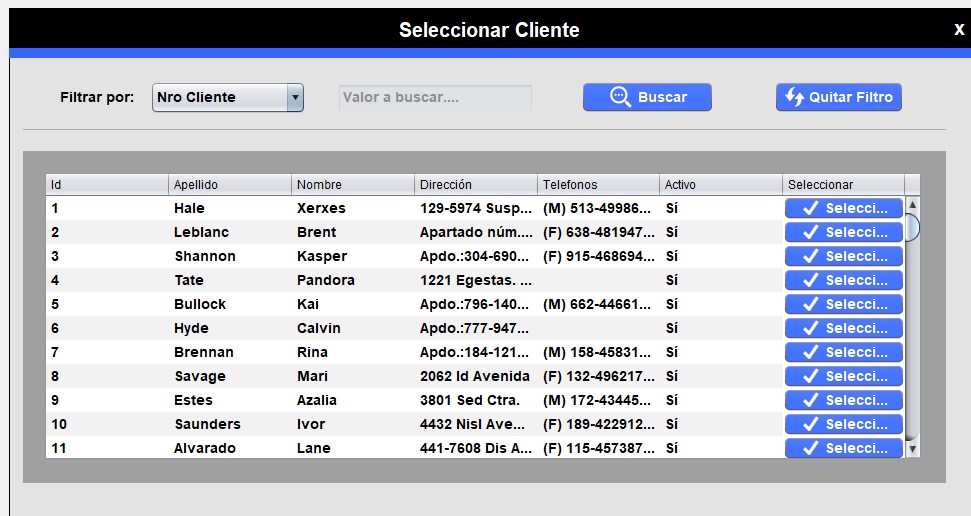 Seleccionar Cliente x
Filtrar por: Nro Cliente Valor a buscar.... Buscar Quitar Filtro
Id Apellido Nombre Dirección Telefonos Activo Seleccionar
1 Hale Xerxes 129-5974 Susp... (M) 513-49986... Sí Selecci...
2 Leblanc Brent Apartado núm.... (F) 638-481947... Sí Selecci...
3 Shannon Kasper Apdo.:304-690... (F) 915-468694... Sí Selecci...
4 Tate Pandora 1221 Egestas. ... Sí Selecci...
5 Bullock Kai Apdo.:796-140... (M) 662-44661... Sí Selecci...
6 Hyde Calvin Apdo.:777-947... Sí Selecci...
7 Brennan Rina Apdo.:184-121... (M) 158-45831... Sí Selecci...
8 Savage Mari 2062 Id Avenida (F) 132-496217... Sí Selecci...
9 Estes Azalia 3801 Sed Ctra. (M) 172-43445... Sí Selecci...
10 Saunders Ivor 4432 Nisl Ave... (F) 189-422912... Sí Selecci...
11 Alvarado Lane 441-7608 Dis A... (F) 115-457387... Sí Selecci...